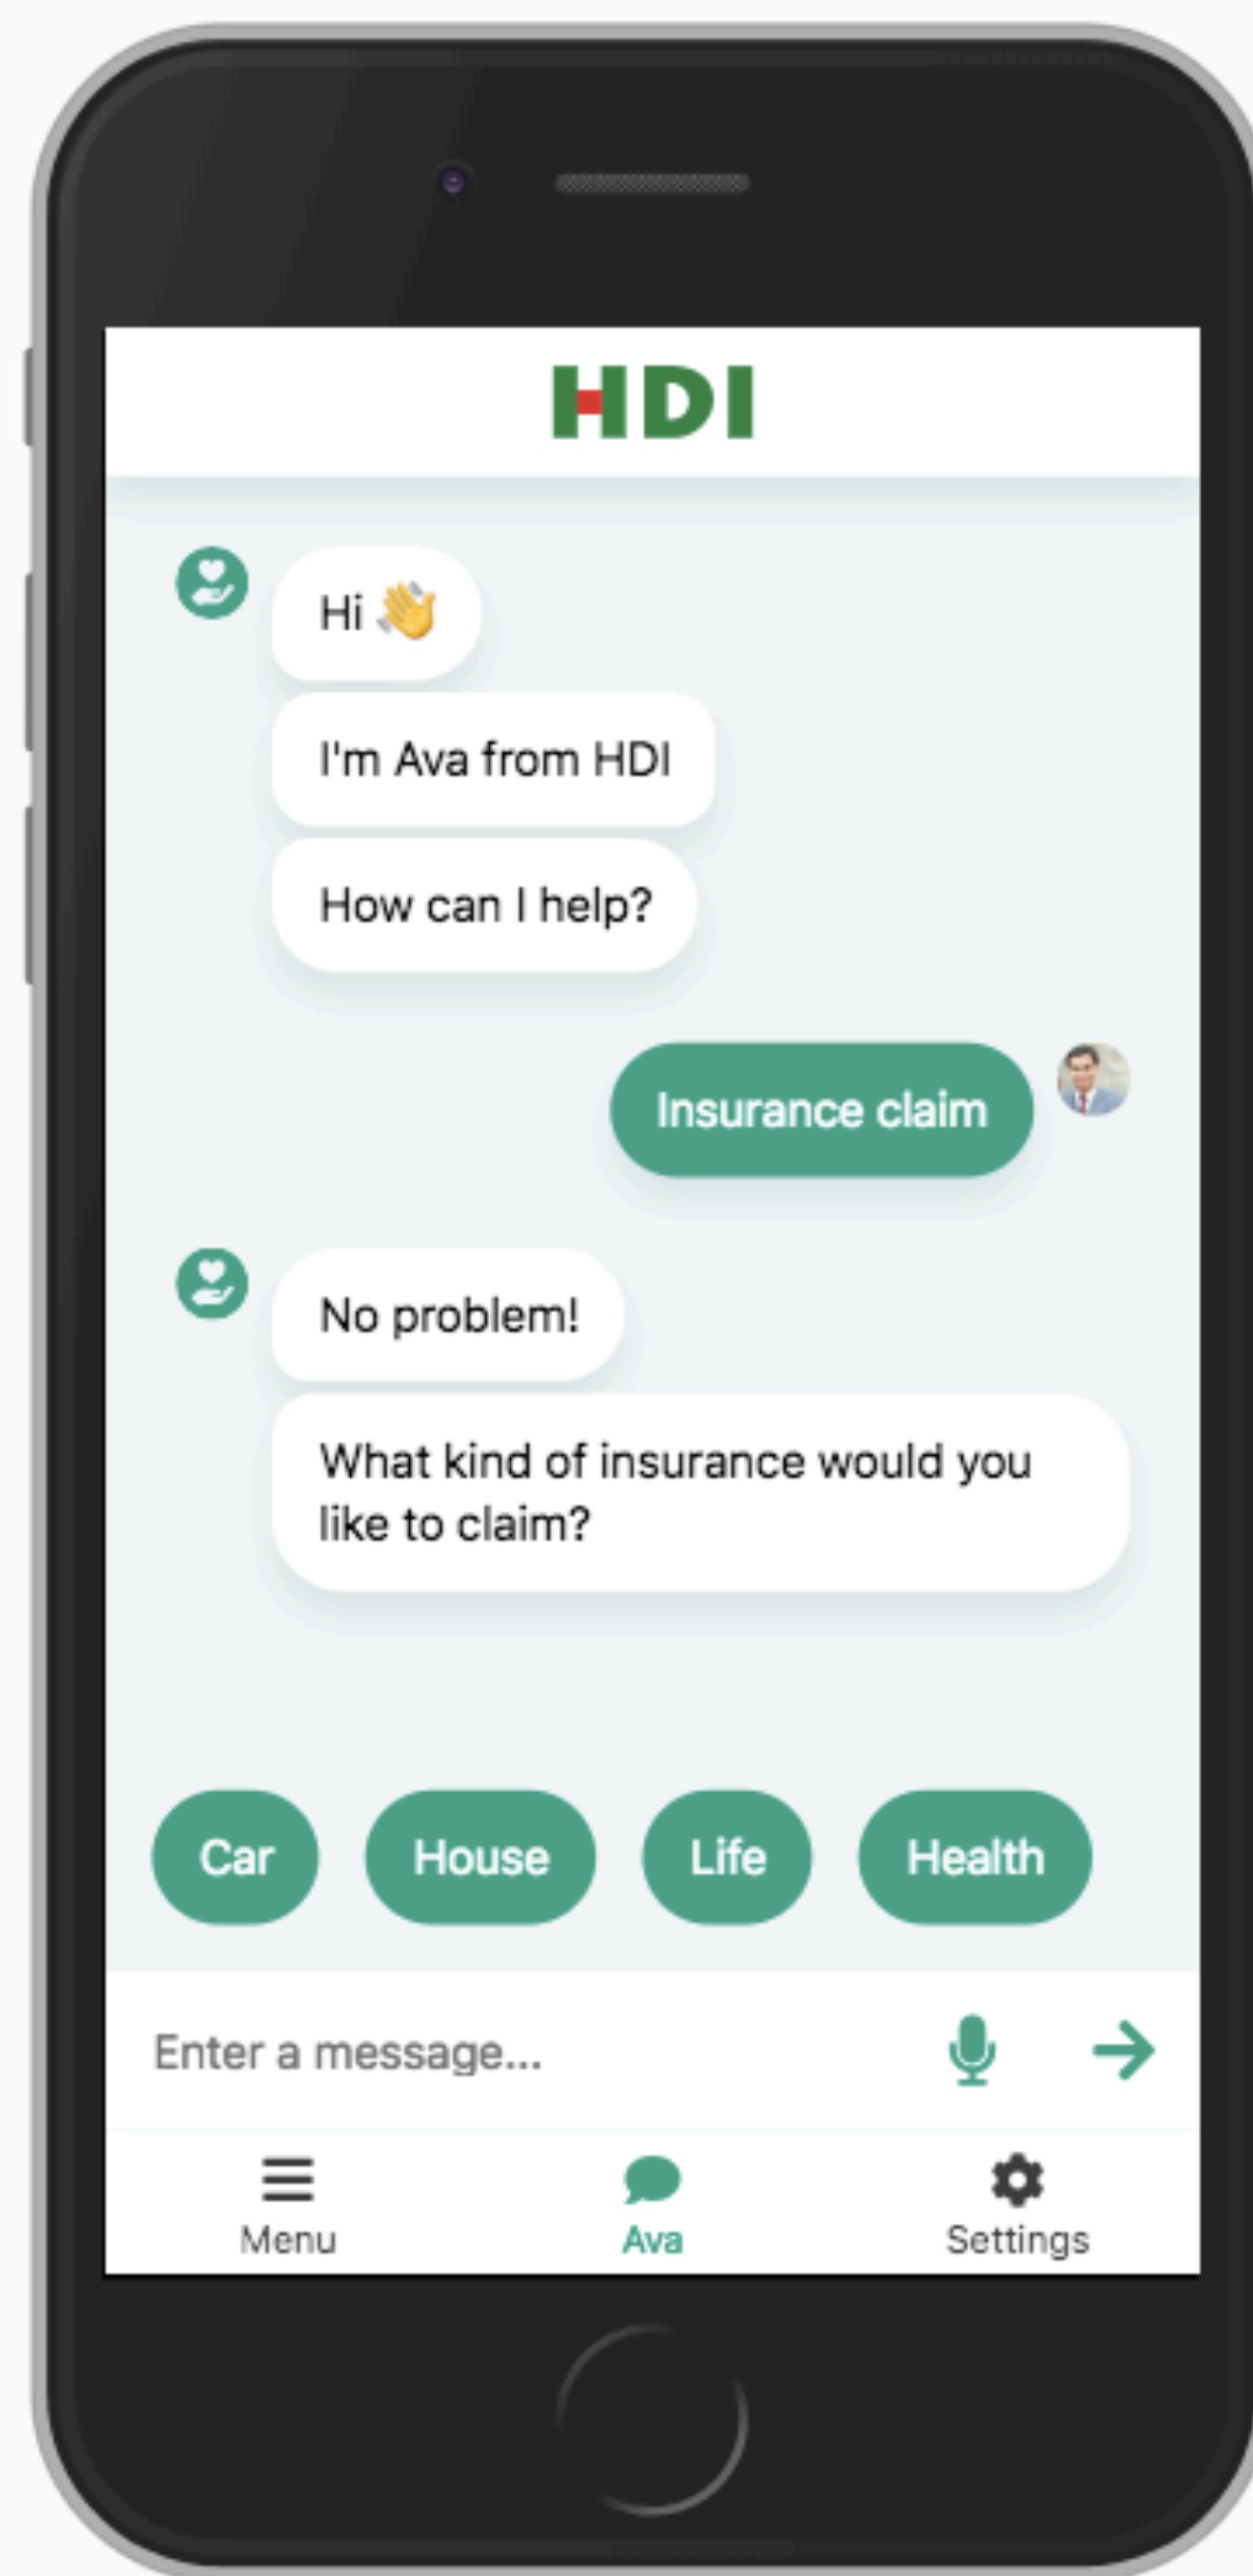 HDI
Hi 👋
I'm Ava from HDI
How can I help?
Insurance claim
No problem!
What kind of insurance would you
like to claim?
Car House Life Health
Enter a message...
Menu Ava Settings